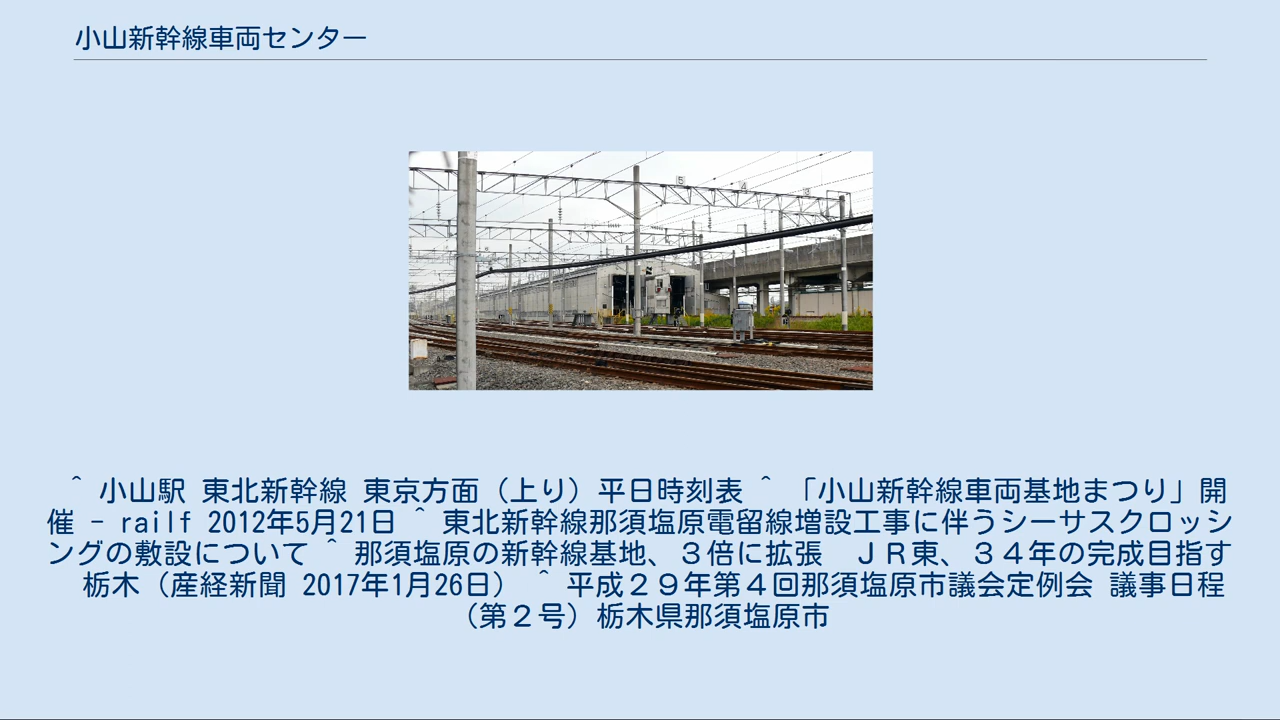 小山新幹線車両センター
^ 小山駅 東北新幹線 東京方面（上り）平日時刻表 ^ 「小山新幹線車両基地まつり」開
催 - railf 2012年5月21日 ^ 東北新幹線那須塩原電留線増設工事に伴うシーサスクロッシ
ングの敷設について ^ 那須塩原の新幹線基地、３倍に拡張　ＪＲ東、３４年の完成目指す
栃木（産経新聞 2017年1月26日） ^ 平成２９年第４回那須塩原市議会定例会 議事日程
（第２号）栃木県那須塩原市